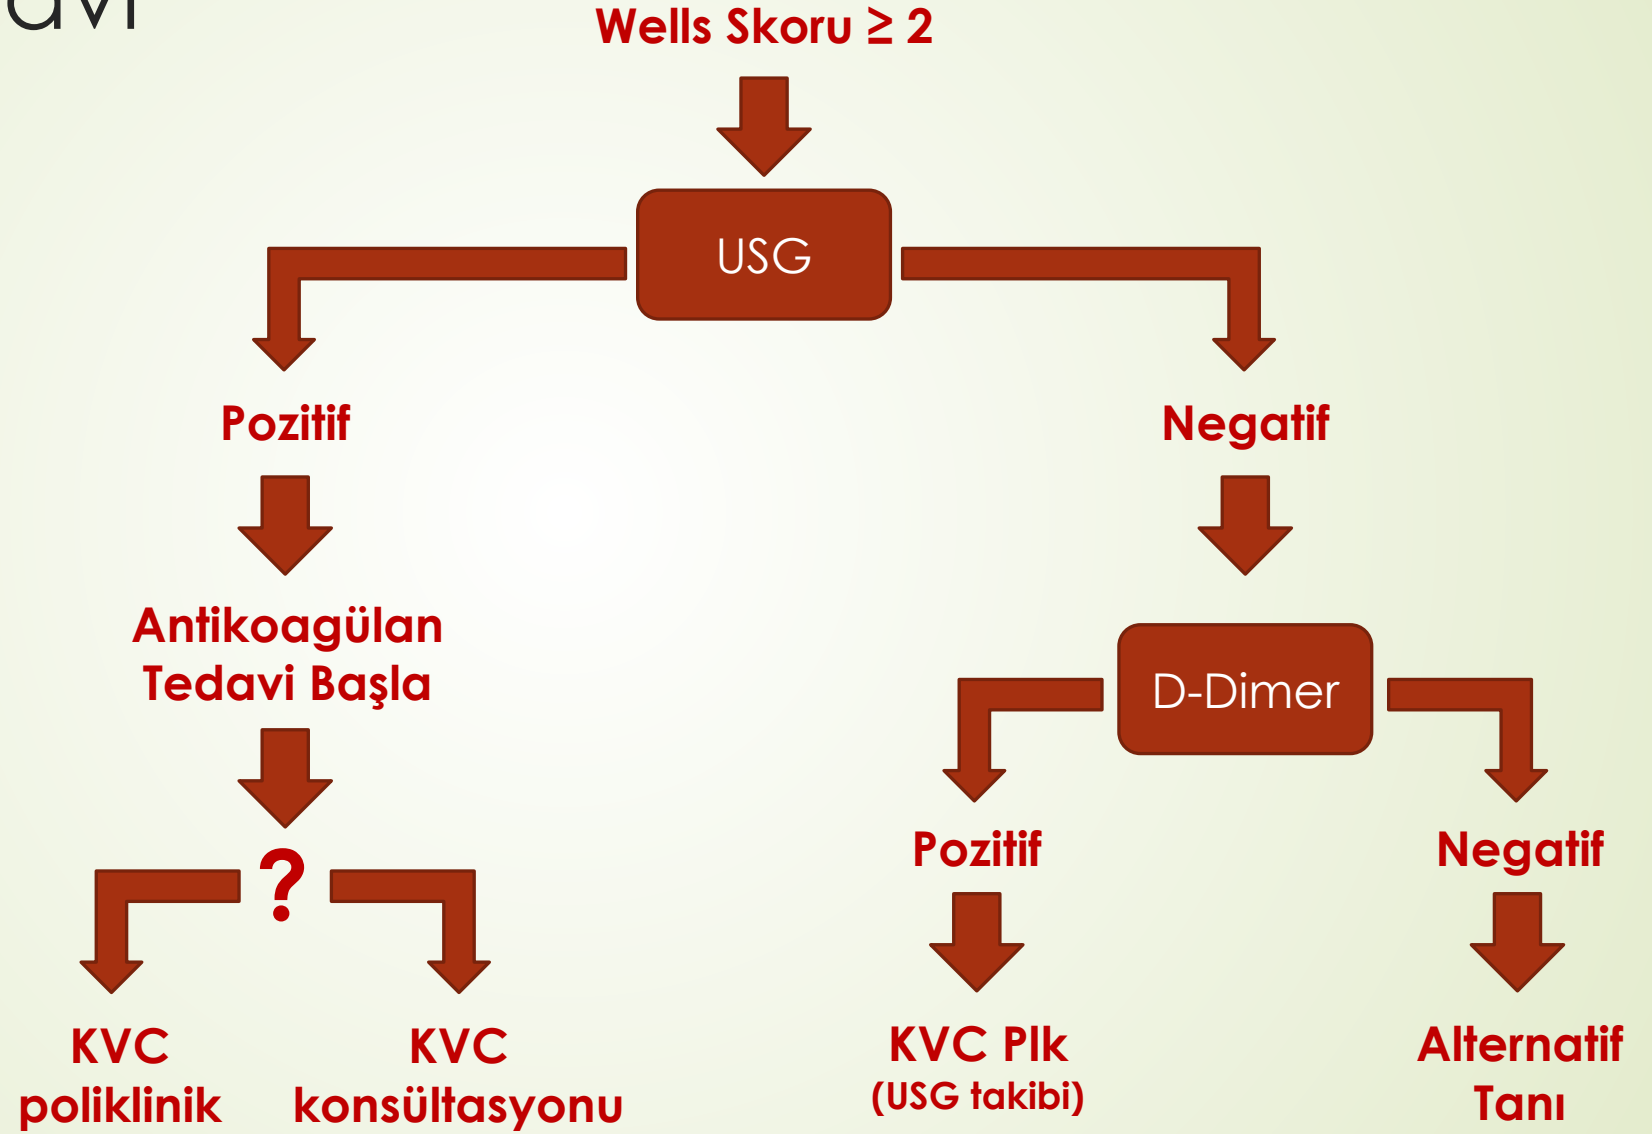 Wells Skoru ≥ 2
USG
Pozitif
Negatif
Antikoagülan
Tedavi Başla
D-Dimer
?
Pozitif
Negatif
KVC
poliklinik
KVC
konsültasyonu
KVC Plk
(USG takibi)
Alternatif
Tanı